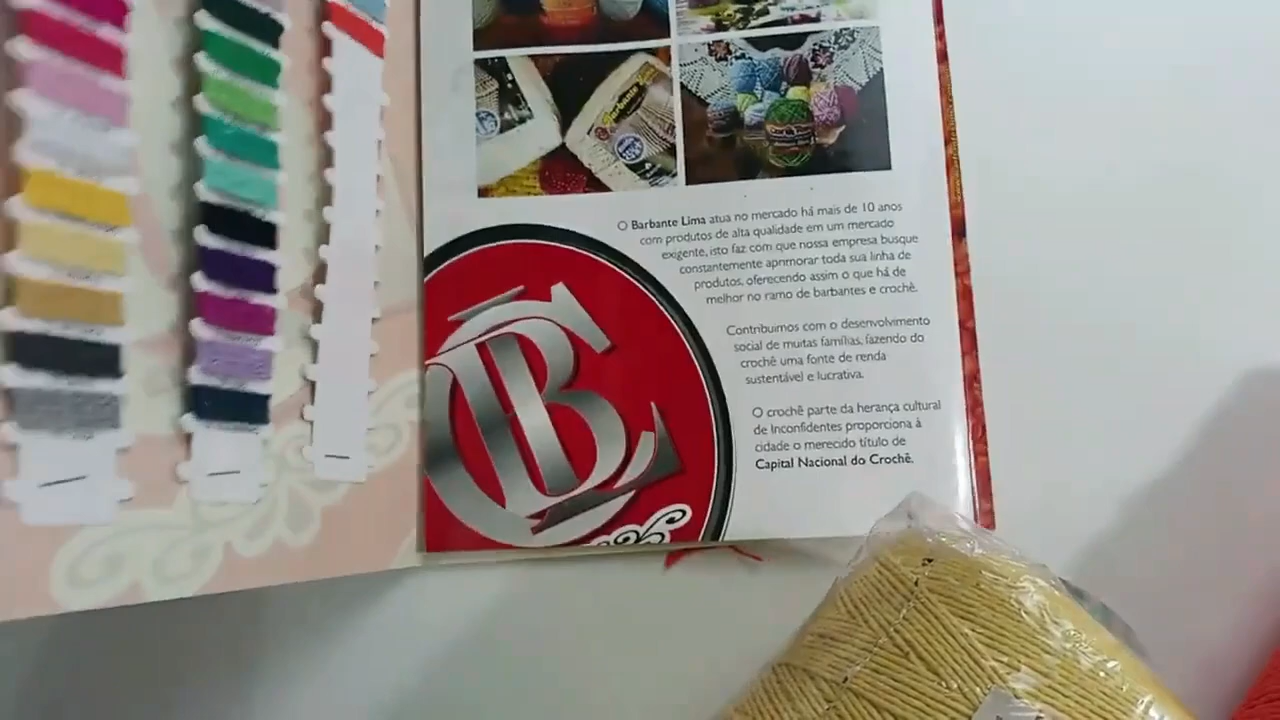 Barbante
O Barbante Lima atua no mercado há mais de 10 anos
com produtos de alta qualidade em um mercado
exigente, isto faz com que nossa empresa busque
constantemente aprimorar toda sua linha de
produtos, oferecendo assim o que há de
melhor no ramo de barbantes e crochê.
Contribuimos com o desenvolvimento
social de muitas famílias, fazendo do
crochê uma fonte de renda
sustentável e lucrativa.
O crochê parte da herança cultural
de Inconfidentes proporciona à
cidade o merecido título de
Capital Nacional do Crochê.